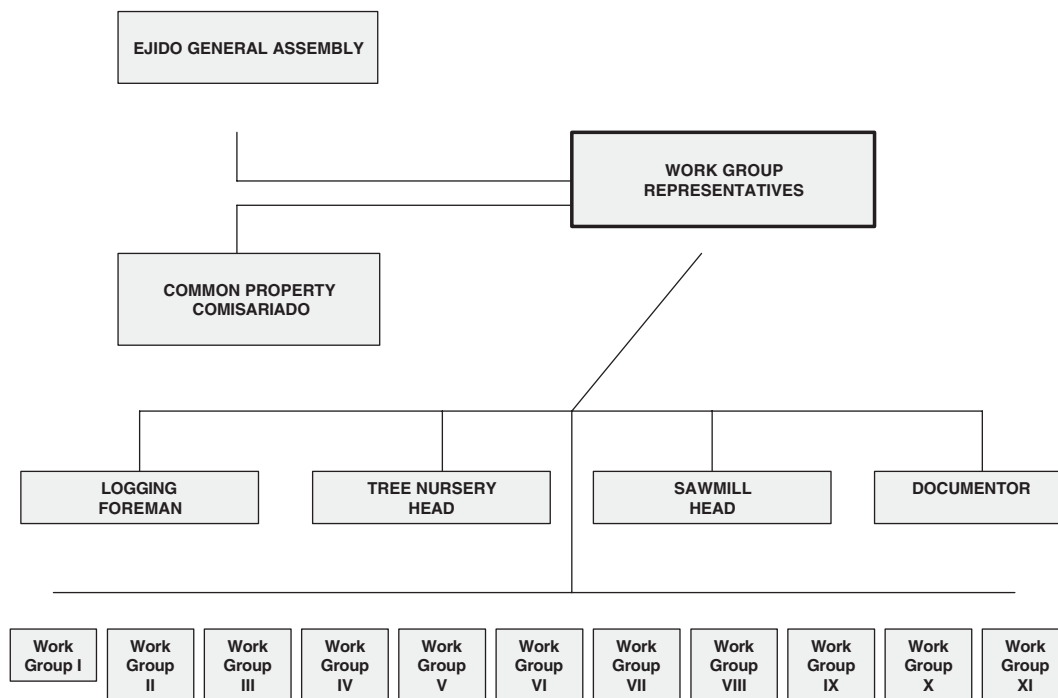 EJIDO GENERAL ASSEMBLY
WORK GROUP
REPRESENTATIVES
COMMON PROPERTY
COMISARIADO
LOGGING
FOREMAN
TREE NURSERY
HEAD
SAWMILL
HEAD
DOCUMENTOR
Work
Group I
Work
Group
II
Work
Group
III
Work
Group
IV
Work
Group
V
Work
Group
VI
Work
Group
VII
Work
Group
VIII
Work
Group
IX
Work
Group
X
Work
Group
XI